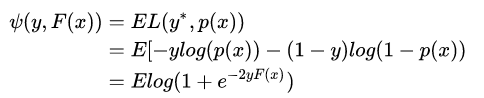 ψ(y, F(x)) = EL(y*, p(x))
= E[−ylog(p(x)) − (1 − y)log(1 − p(x))
= Elog(1 + e^{−2yF(x)})